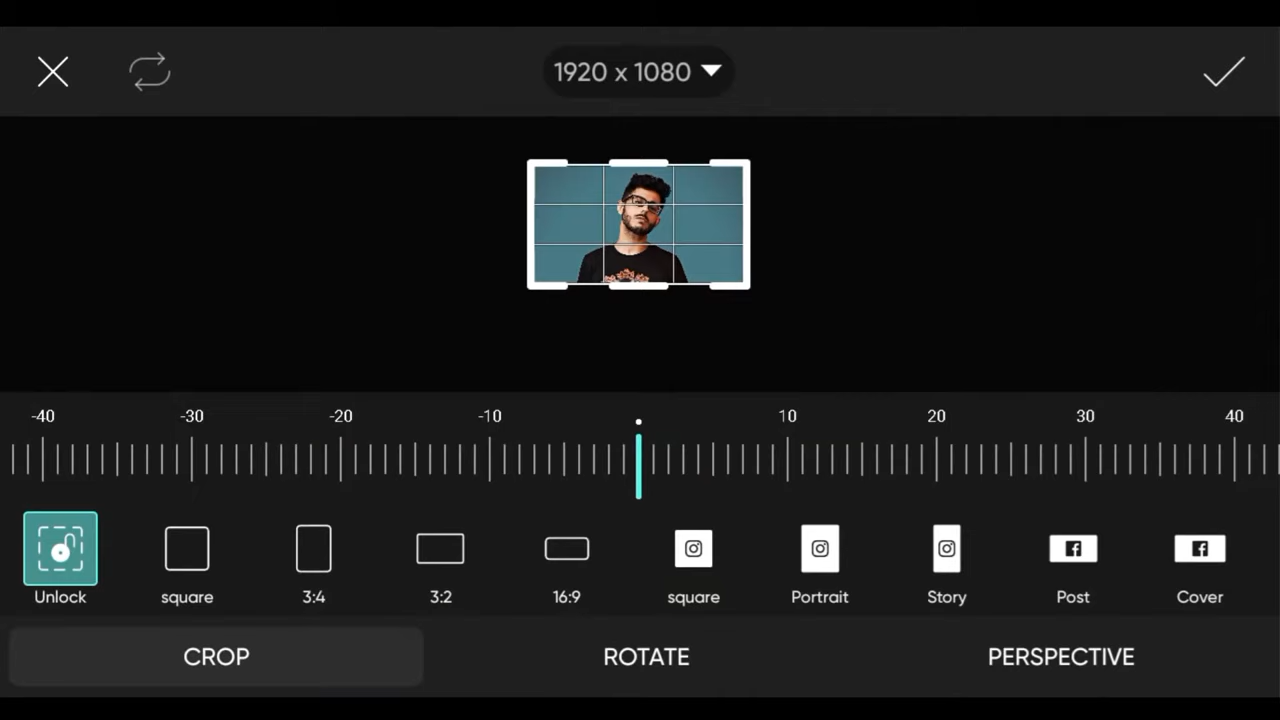 1920 x 1080
-40 -30 -20 -10 10 20 30 40
Unlock square 3:4 3:2 16:9 square Portrait Story Post Cover
CROP ROTATE PERSPECTIVE